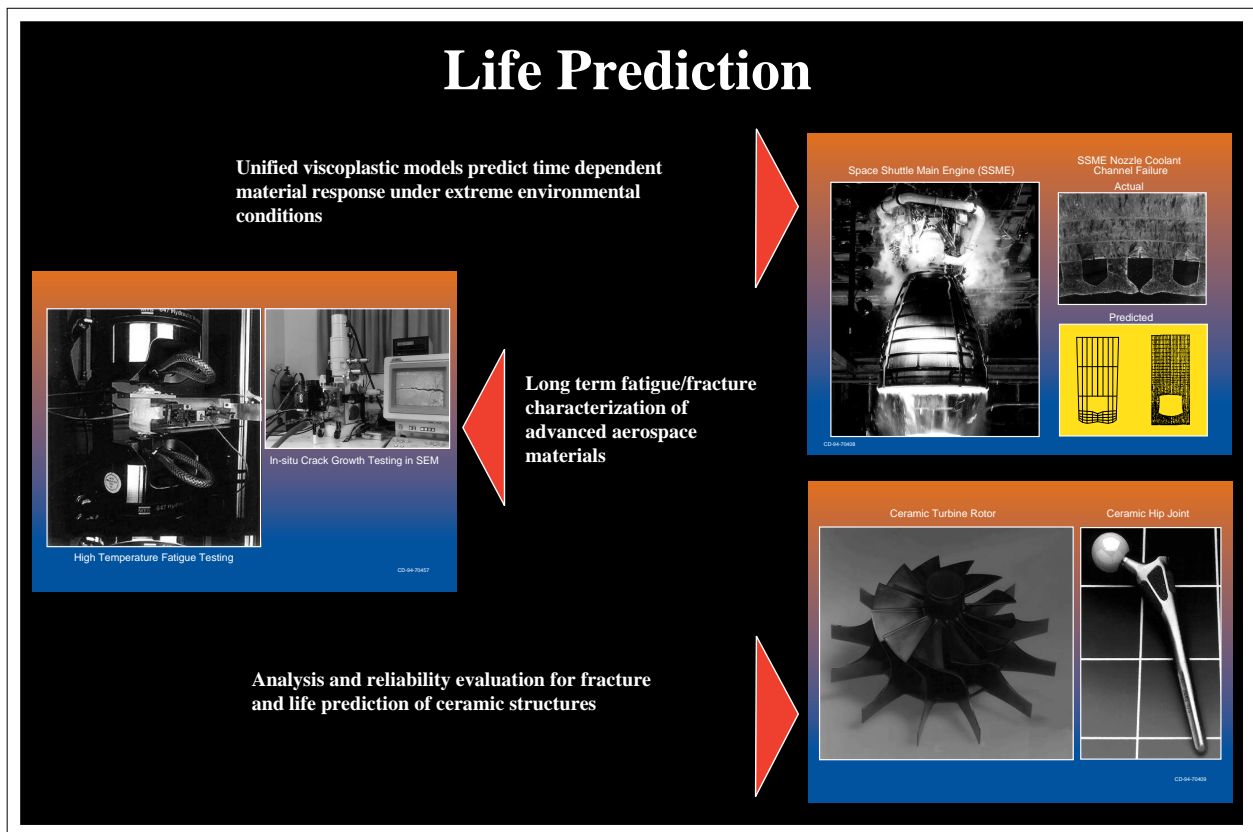 Life Prediction
Unified viscoplastic models predict time dependent
material response under extreme environmental
conditions
Space Shuttle Main Engine (SSME)
SSME Nozzle Coolant
Channel Failure
Actual
Predicted
CD-94-70408
Long term fatigue/fracture
characterization of
advanced aerospace
materials
In-situ Crack Growth Testing in SEM
High Temperature Fatigue Testing
CD-94-70457
Analysis and reliability evaluation for fracture
and life prediction of ceramic structures
Ceramic Turbine Rotor
Ceramic Hip Joint
CD-94-70409